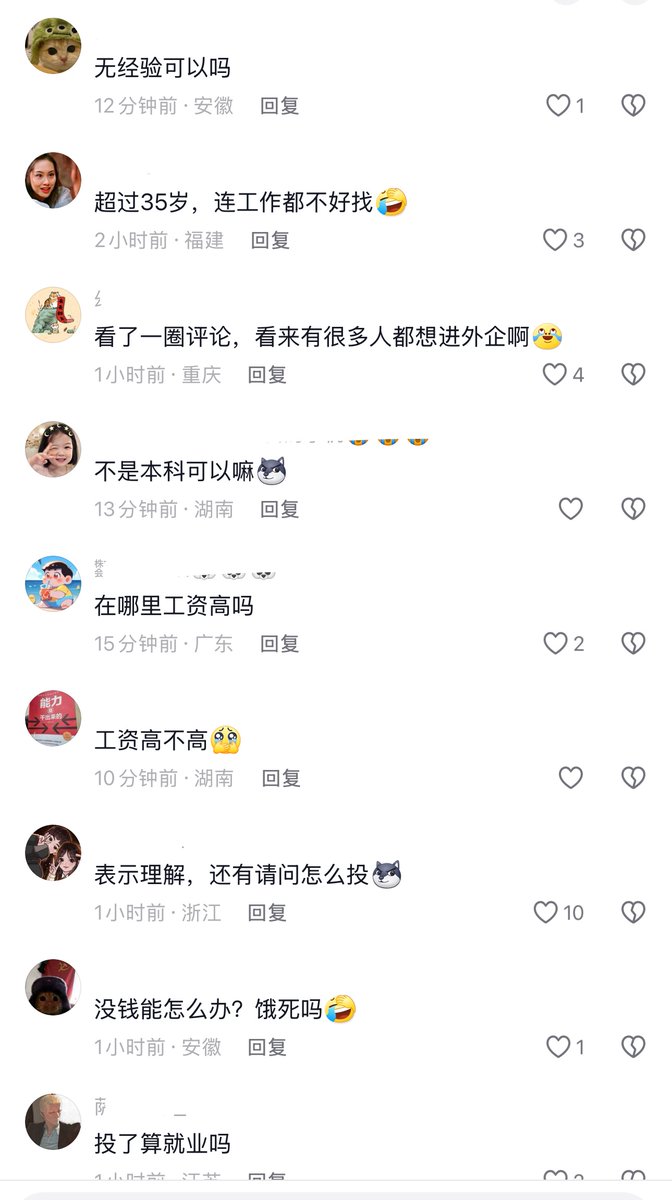 无经验可以吗
12分钟前·安徽 回复 1
超过35岁，连工作都不好找🤣
2小时前·福建 回复 3
看了一圈评论，看来有很多人都想进外企啊😂
1小时前·重庆 回复 4
不是本科可以嘛
13分钟前·湖南 回复
在哪里工资高吗
15分钟前·广东 回复 2
能力
工资高不高
10分钟前·湖南 回复
表示理解，还有请问怎么投
1小时前·浙江 回复 10
没钱能怎么办？饿死吗🤣
1小时前·安徽 回复 1
投了算就业吗